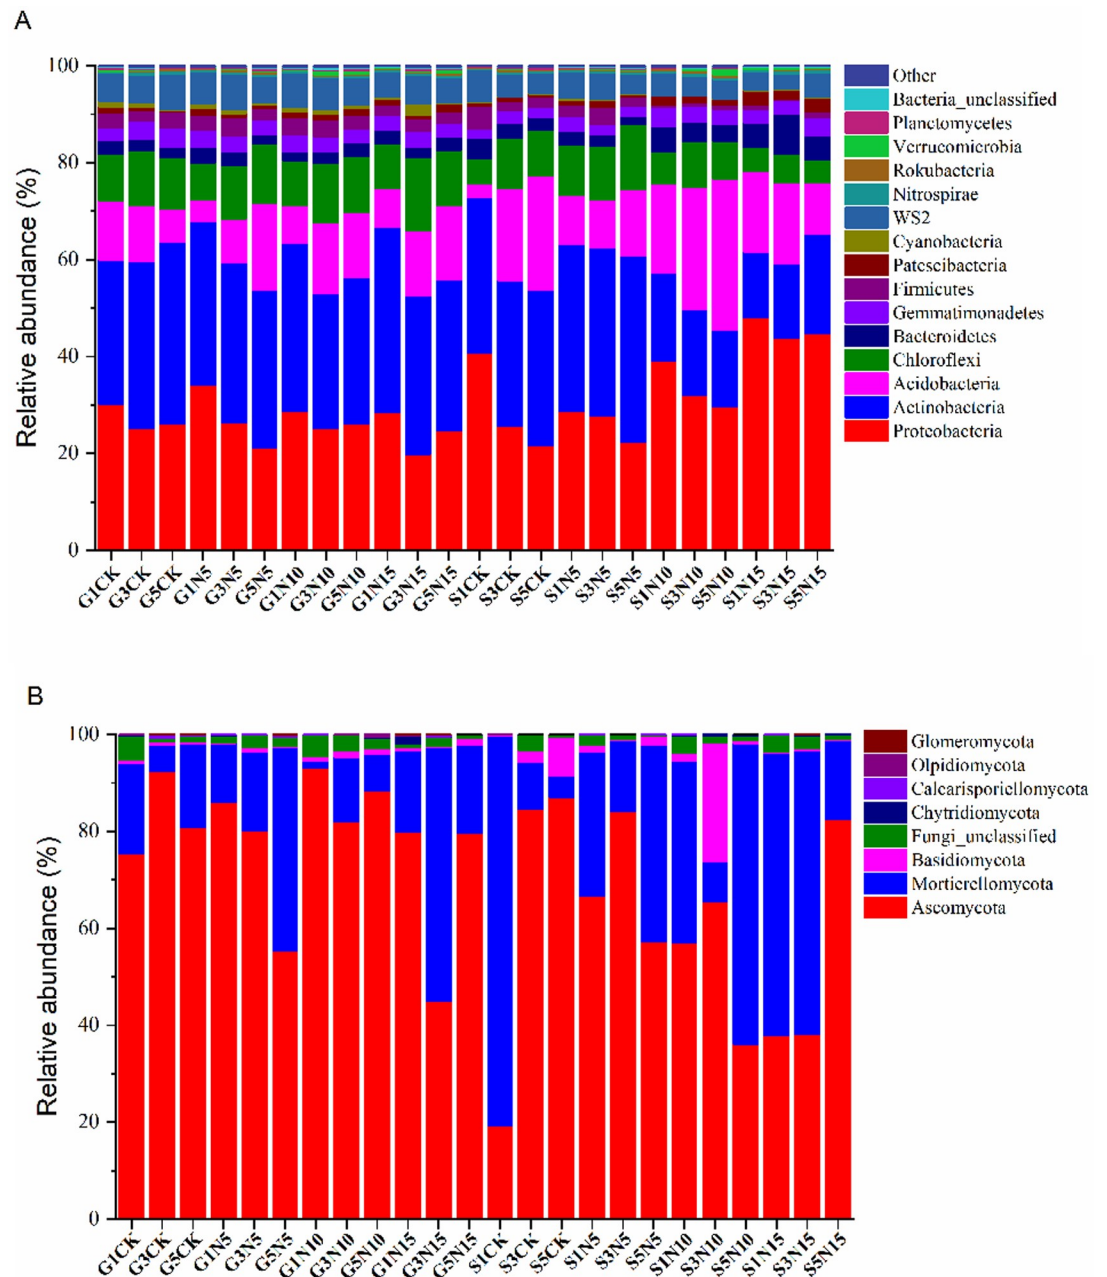 A
Relative abundance (%)
100
80
60
40
20
0
G1CK G3CK G5CK G1N5 G3N5 G5N5 G1N10 G3N10 G5N10 G1N15 G3N15 G5N15 S1CK S3CK S5CK S1N5 S3N5 S5N5 S1N10 S3N10 S5N10 S1N15 S3N15 S5N15
Other
Bacteria_unclassified
Planctomycetes
Verrucomicrobia
Rokubacteria
Nitrospirae
WS2
Cyanobacteria
Patescibacteria
Firmicutes
Gemmatimonadetes
Bacteroidetes
Chloroflexi
Acidobacteria
Actinobacteria
Proteobacteria
B
Relative abundance (%)
100
80
60
40
20
0
G1CK G3CK G5CK G1N5 G3N5 G5N5 G1N10 G3N10 G5N10 G1N15 G3N15 G5N15 S1CK S3CK S5CK S1N5 S3N5 S5N5 S1N10 S3N10 S5N10 S1N15 S3N15 S5N15
Glomeromycota
Olpidiomycota
Calcarisporiellomycota
Chytridiomycota
Fungi_unclassified
Basidiomycota
Mortierellomycota
Ascomycota